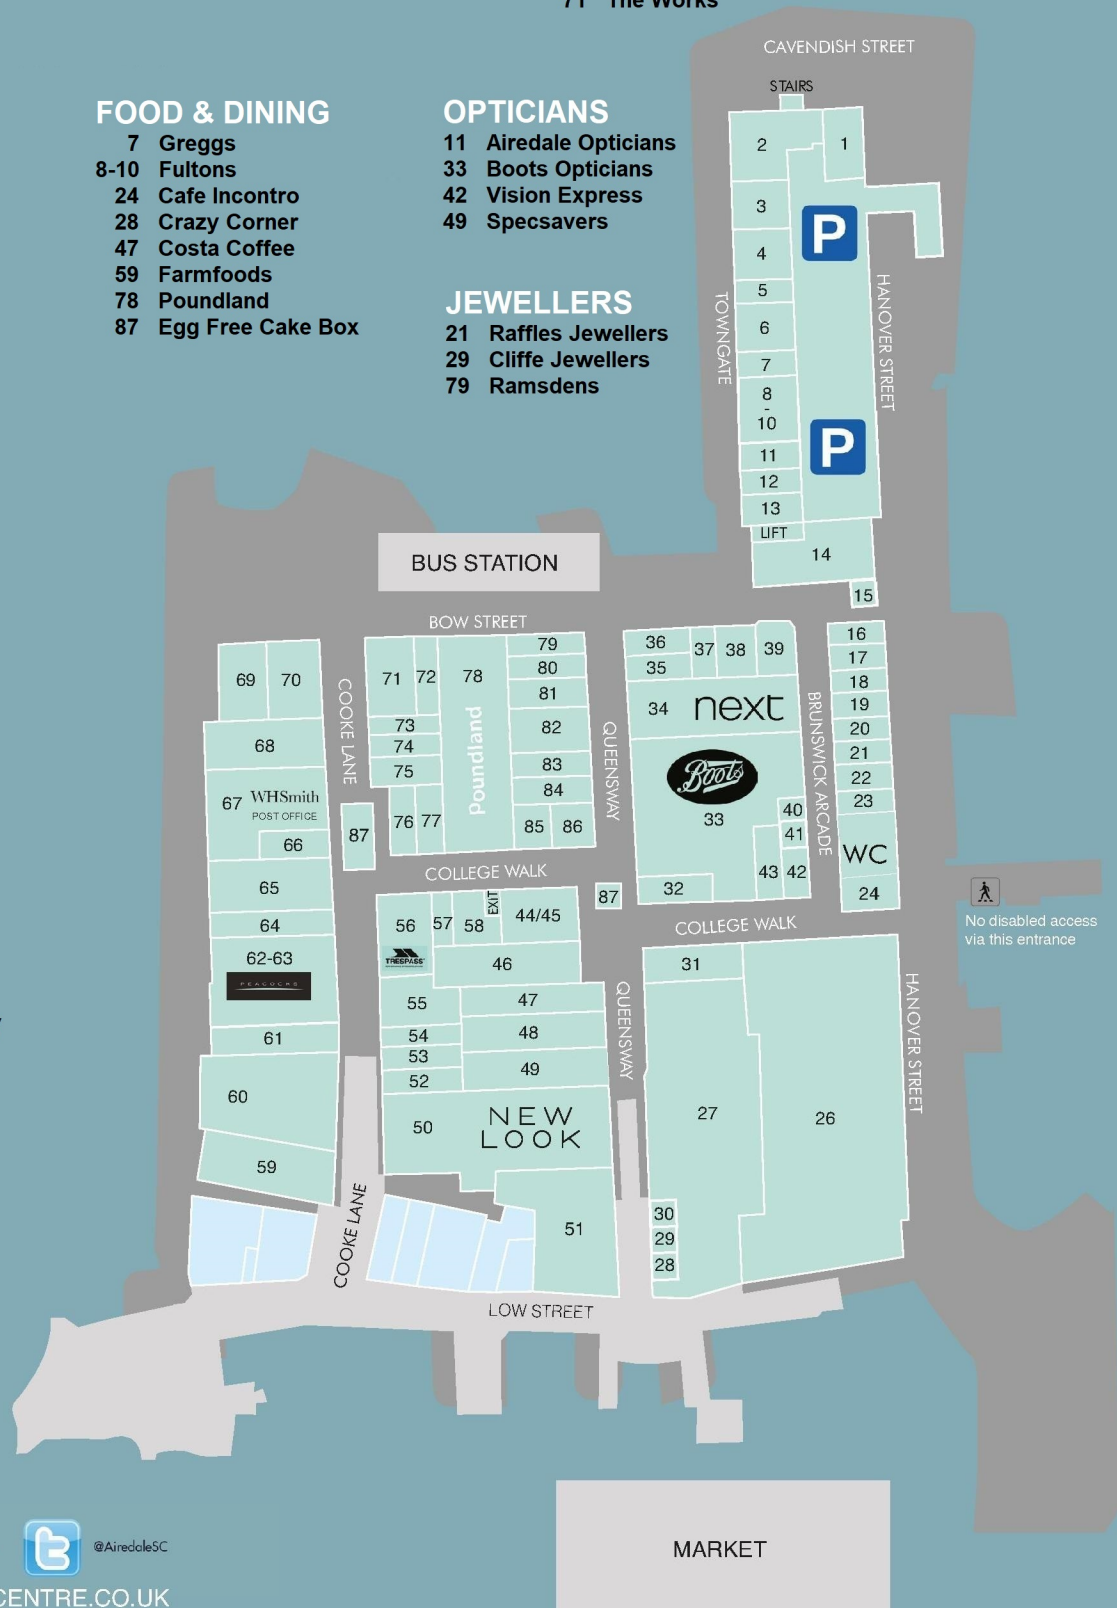 71 The Works
FOOD & DINING
7 Greggs
8-10 Fultons
24 Cafe Incontro
28 Crazy Corner
47 Costa Coffee
59 Farmfoods
78 Poundland
87 Egg Free Cake Box
OPTICIANS
11 Airedale Opticians
33 Boots Opticians
42 Vision Express
49 Specsavers
JEWELLERS
21 Raffles Jewellers
29 Cliffe Jewellers
79 Ramsdens
CAVENDISH STREET
STAIRS
2
1
3
P
4
5
6
7
8
-
10
P
11
12
13
LIFT
14
15
TOWNGATE
HANOVER STREET
BUS STATION
BOW STREET
69
70
68
67 WHSmith
POST OFFICE
66
65
64
62-63
PEACOCKS
61
60
59
COOKE LANE
71
72
78
Poundland
73
74
75
76
77
79
80
81
82
83
84
85
86
87
QUEENSWAY
36
37
38
39
35
34 next
Boots
33
40
41
43
42
32
BRUNSWICK ARCADE
16
17
18
19
20
21
22
23
WC
24
COLLEGE WALK
87
COLLEGE WALK
No disabled access
via this entrance
56
TRESPASS
57
58
EXIT
44/45
46
55
47
54
48
53
49
52
50
NEW
LOOK
51
QUEENSWAY
31
27
26
30
29
28
HANOVER STREET
COOKE LANE
LOW STREET
MARKET
@AiredaleSC
CENTRE.CO.UK